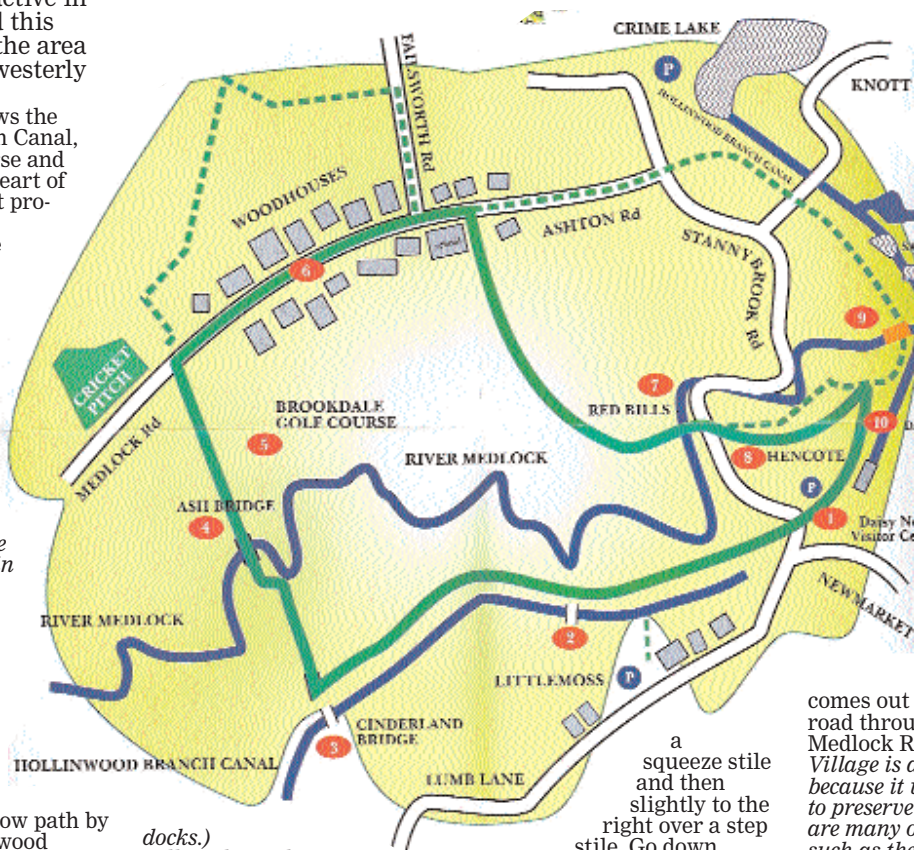 ctive in
d this
the area
westerly
ws the
n Canal,
se and
eart of
t pro-
e
in
CRIME LAKE
P
KNOTT
HOLLINWOOD BRANCH CANAL
FAILSWORTH Rd
WOODHOUSES
ASHTON Rd
STANNY BROOK Rd
6
9
CRICKET PITCH
MEDLOCK Rd
7
RED BILLS
BROOKDALE
GOLF COURSE
5
10
D
RIVER MEDLOCK
8
HENCOTE
P
ASH BRIDGE
4
1
Daisy No
Visitor Ce
NEWMARKET
RIVER MEDLOCK
2
LITTLEMOSS
P
CINDERLAND
BRIDGE
3
HOLLINWOOD BRANCH CANAL
LUMB LANE
ow path by
wood
docks.)
a
squeeze stile
and then
slightly to the
right over a step
stile. Go down
comes out
road throu
Medlock R
Village is a
because it
to preserve
are many o
such as the